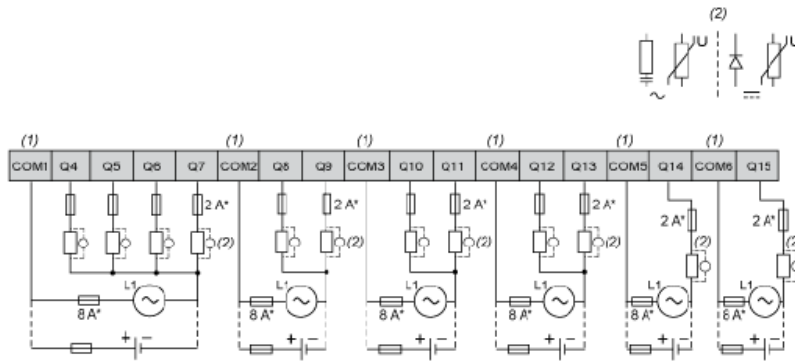 (2)
U U
(1) (1) (1) (1) (1) (1)
COM1 Q4 Q5 Q6 Q7 COM2 Q8 Q9 COM3 Q10 Q11 COM4 Q12 Q13 COM5 Q14 COM6 Q15
2 A* 2 A* 2 A* 2 A* 2 A* 2 A*
(2) (2) (2) (2) (2) (2)
L1 L1 L1 L1 L1 L1
8 A* 8 A* 8 A* 8 A* 8 A* 8 A*
+ − + − + − + − + − + −